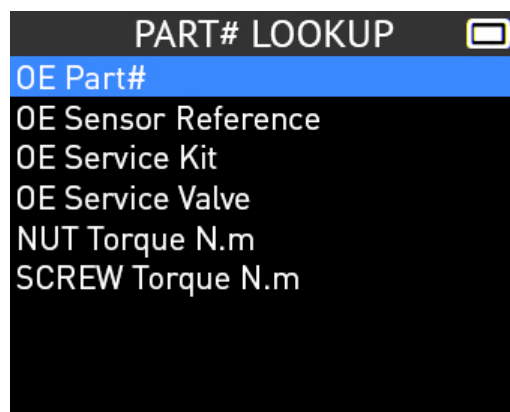 PART# LOOKUP
OE Part#
OE Sensor Reference
OE Service Kit
OE Service Valve
NUT Torque N.m
SCREW Torque N.m